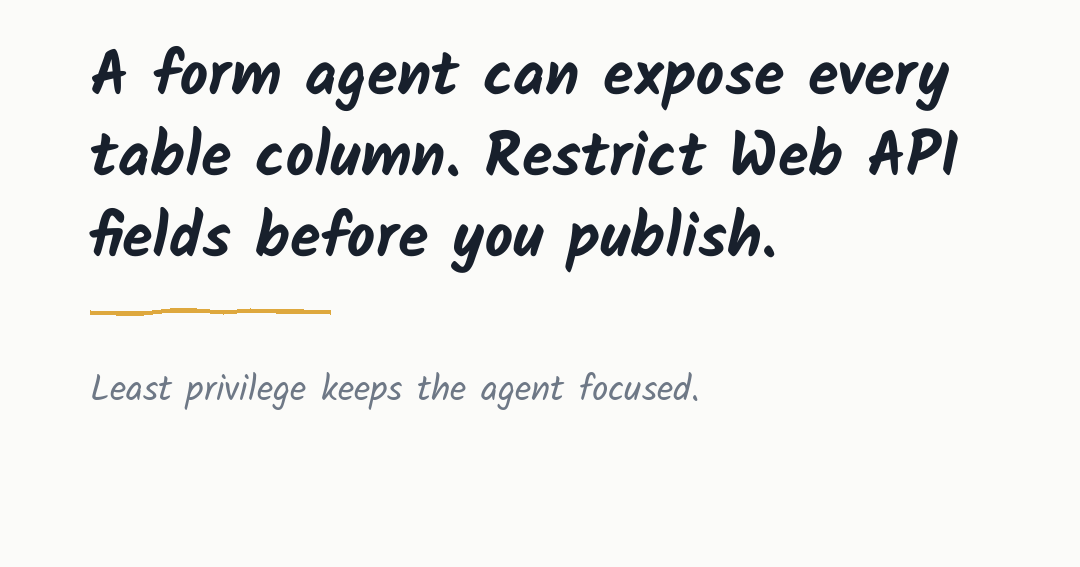 A form agent can expose every
table column. Restrict Web API
fields before you publish.
Least privilege keeps the agent focused.